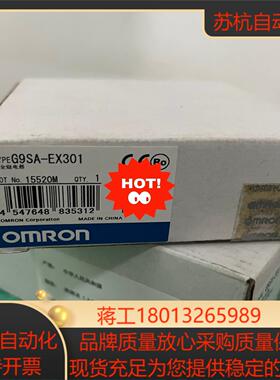 苏杭自动
TYPE G9SA-EX301
安全继电器
LOT No. 15520M QTY. 1
4 547648 835312
OMRON Corporation MADE IN CHINA
HOT!
omron
自动化 蒋工18013265989
品牌质量放心采购质量保
开票 现货充足为您提供稳定的供